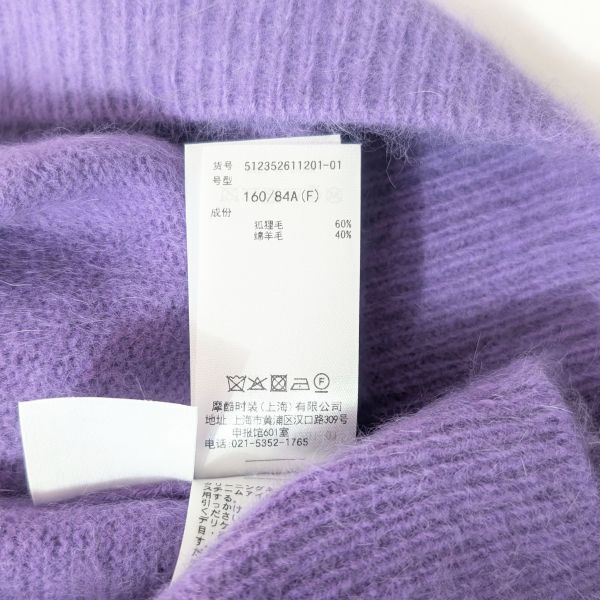 货号 512352611201-01
号型
160/84A(F)
成份
狐狸毛 60%
绵羊毛 40%
F
摩酷时装(上海)有限公司
地址 上海市黄浦区汉口路309号
申报馆601室
电话:021-5352-1765